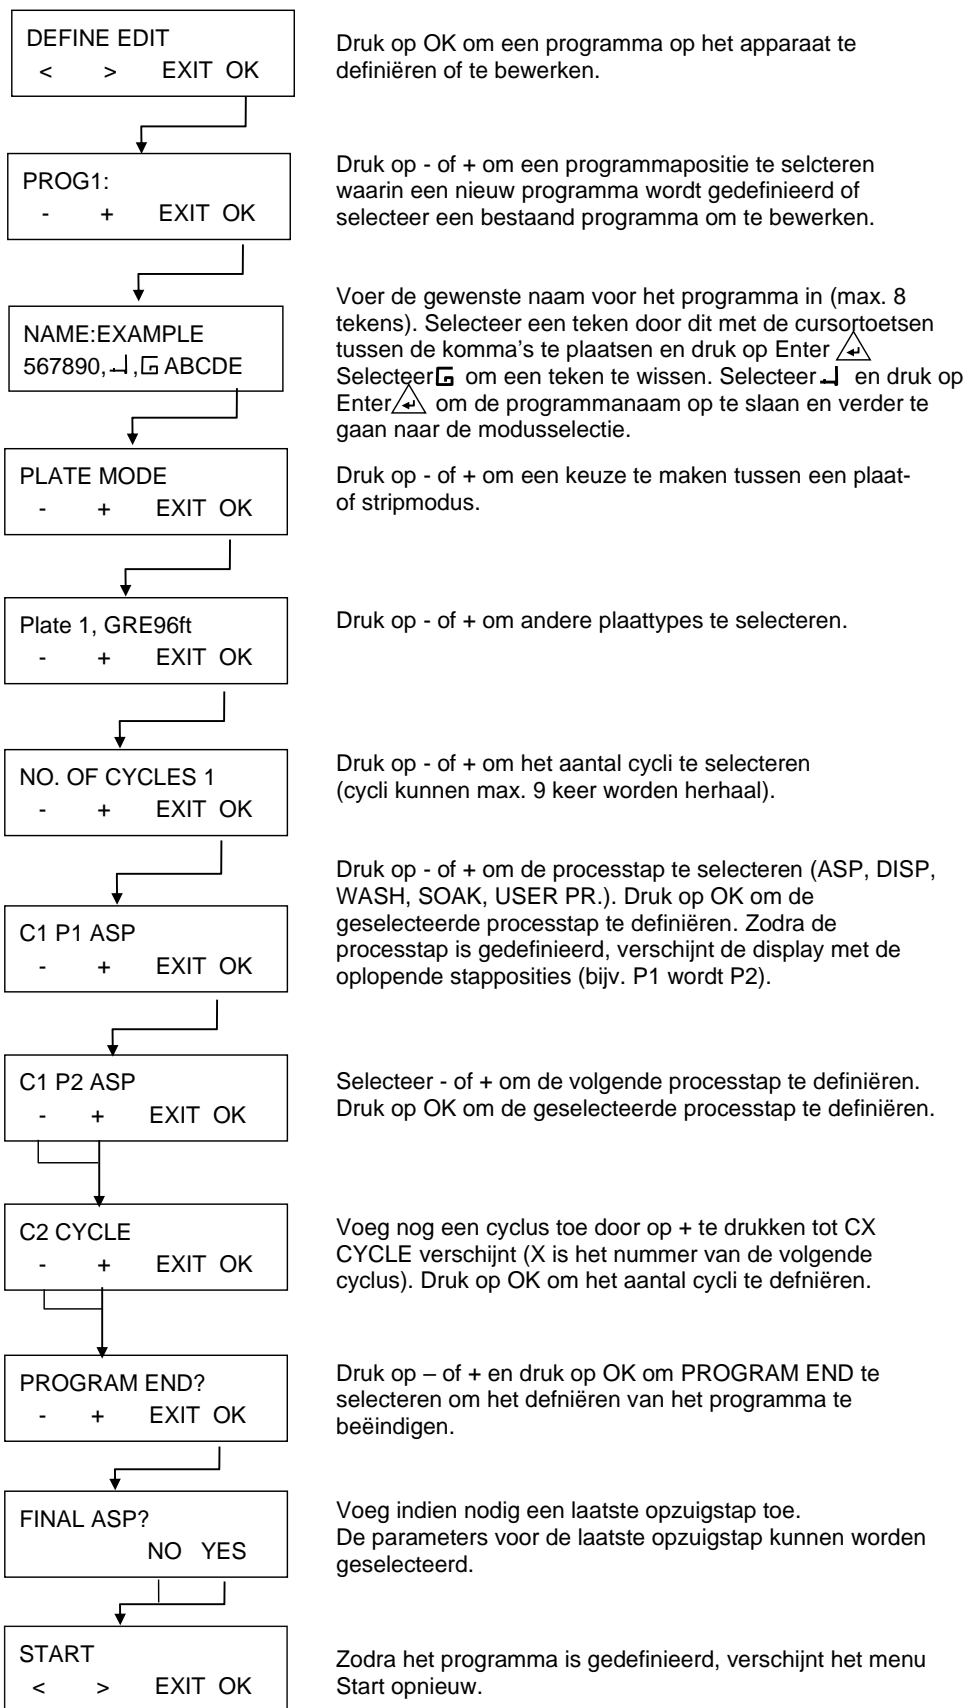 DEFINE EDIT
< > EXIT OK
Druk op OK om een programma op het apparaat te
definiëren of te bewerken.
PROG1:
- + EXIT OK
Druk op - of + om een programmapositie te selcteren
waarin een nieuw programma wordt gedefinieerd of
selecteer een bestaand programma om te bewerken.
NAME:EXAMPLE
567890, ,  ABCDE
Voer de gewenste naam voor het programma in (max. 8
tekens). Selecteer een teken door dit met de cursortoetsen
tussen de komma's te plaatsen en druk op Enter
Selecteer om een teken te wissen. Selecteer en druk op
Enter om de programmanaam op te slaan en verder te
gaan naar de modusselectie.
PLATE MODE
- + EXIT OK
Druk op - of + om een keuze te maken tussen een plaat-
of stripmodus.
Plate 1, GRE96ft
- + EXIT OK
Druk op - of + om andere plaattypes te selecteren.
NO. OF CYCLES 1
- + EXIT OK
Druk op - of + om het aantal cycli te selecteren
(cycli kunnen max. 9 keer worden herhaal).
C1 P1 ASP
- + EXIT OK
Druk op - of + om de processtap te selecteren (ASP, DISP,
WASH, SOAK, USER PR.). Druk op OK om de
geselecteerde processtap te definiëren. Zodra de
processtap is gedefinieerd, verschijnt de display met de
oplopende stapposities (bijv. P1 wordt P2).
C1 P2 ASP
- + EXIT OK
Selecteer - of + om de volgende processtap te definiëren.
Druk op OK om de geselecteerde processtap te definiëren.
C2 CYCLE
- + EXIT OK
Voeg nog een cyclus toe door op + te drukken tot CX
CYCLE verschijnt (X is het nummer van de volgende
cyclus). Druk op OK om het aantal cycli te defniëren.
PROGRAM END?
- + EXIT OK
Druk op – of + en druk op OK om PROGRAM END te
selecteren om het defniëren van het programma te
beëindigen.
FINAL ASP?
NO YES
Voeg indien nodig een laatste opzuigstap toe.
De parameters voor de laatste opzuigstap kunnen worden
geselecteerd.
START
< > EXIT OK
Zodra het programma is gedefinieerd, verschijnt het menu
Start opnieuw.